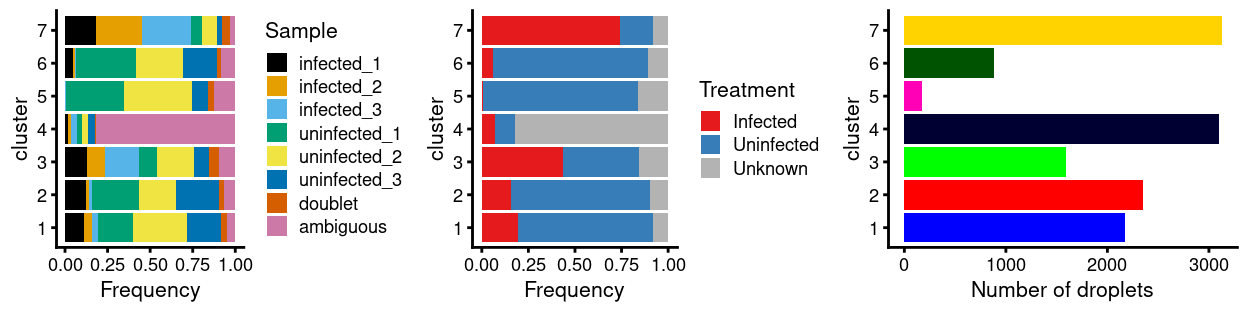 cluster
7
6
5
4
3
2
1
0.00 0.25 0.50 0.75 1.00
Frequency
Sample
infected_1
infected_2
infected_3
uninfected_1
uninfected_2
uninfected_3
doublet
ambiguous
cluster
7
6
5
4
3
2
1
0.00 0.25 0.50 0.75 1.00
Frequency
Treatment
Infected
Uninfected
Unknown
cluster
7
6
5
4
3
2
1
0 1000 2000 3000
Number of droplets